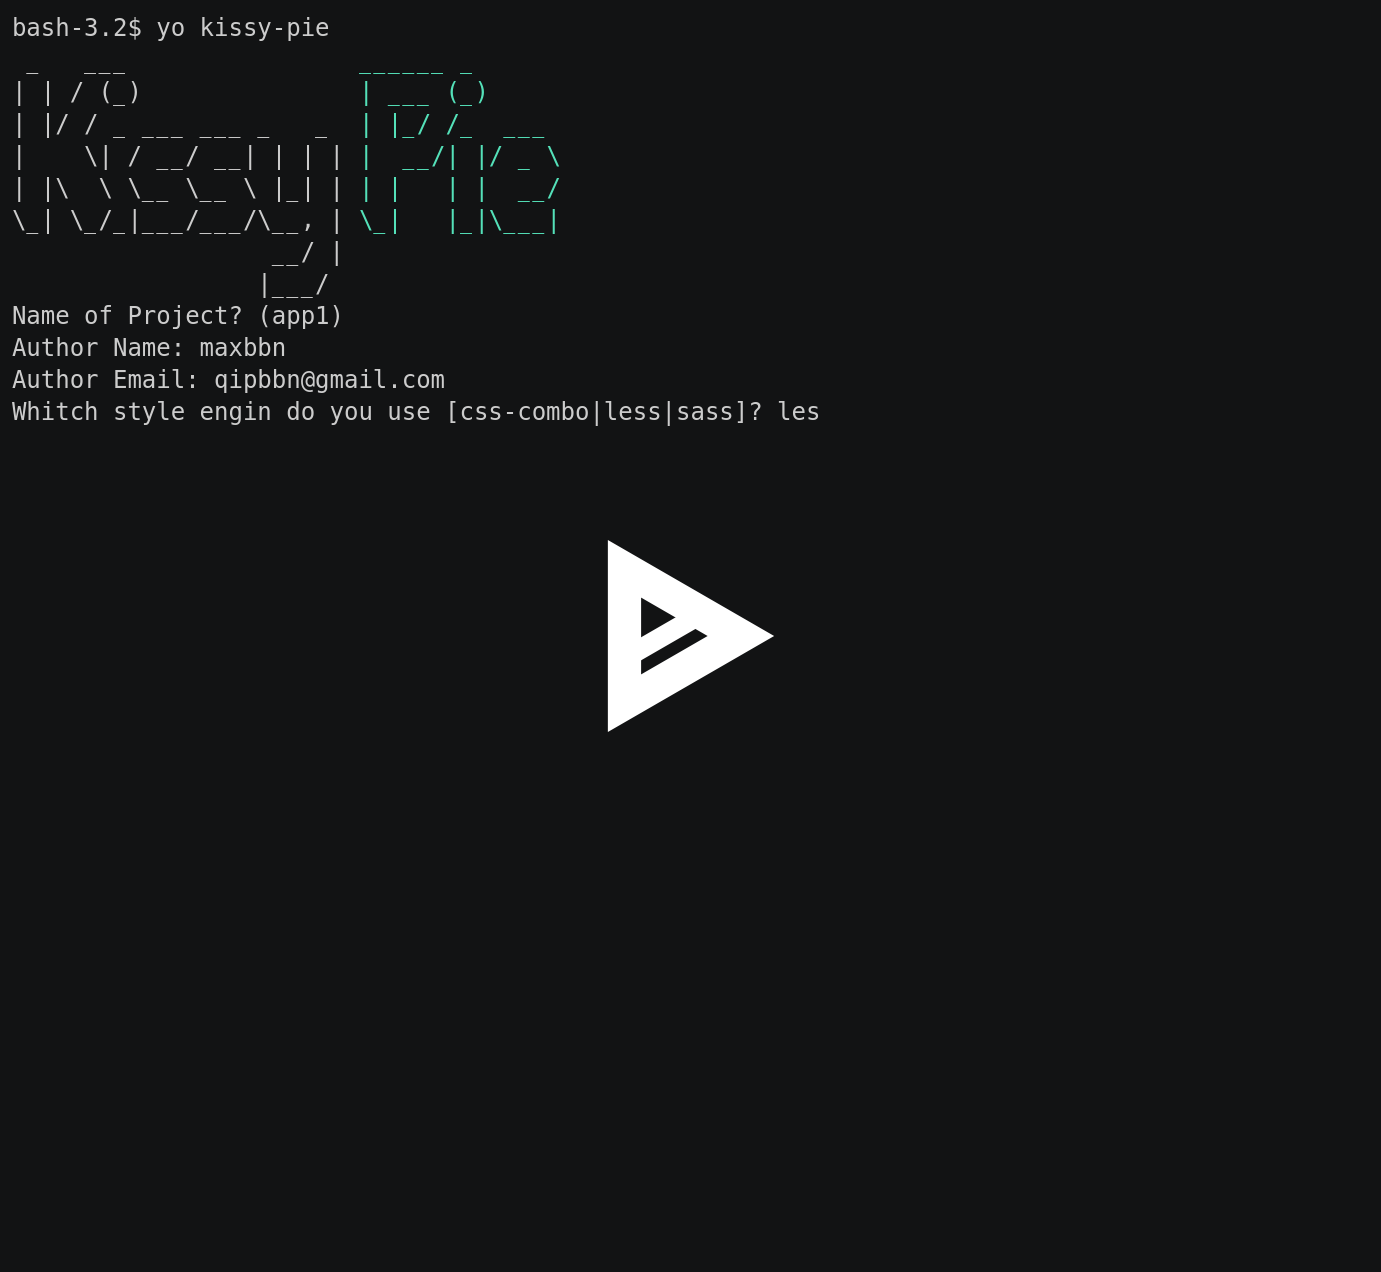 bash-3.2$ yo kissy-pie
 _   ___                ______ _
| | / (_)               | ___ (_)
| |/ / _ ___ ___ _   _  | |_/ /_  ___
|    \| / __/ __| | | | |  __/| |/ _ \
| |\  \ \__ \__ \ |_| | | |   | |  __/
\_| \_/_|___/___/\__, | \_|   |_|\___|
                  __/ |
                 |___/
Name of Project? (app1)
Author Name: maxbbn
Author Email: qipbbn@gmail.com
Whitch style engin do you use [css-combo|less|sass]? les